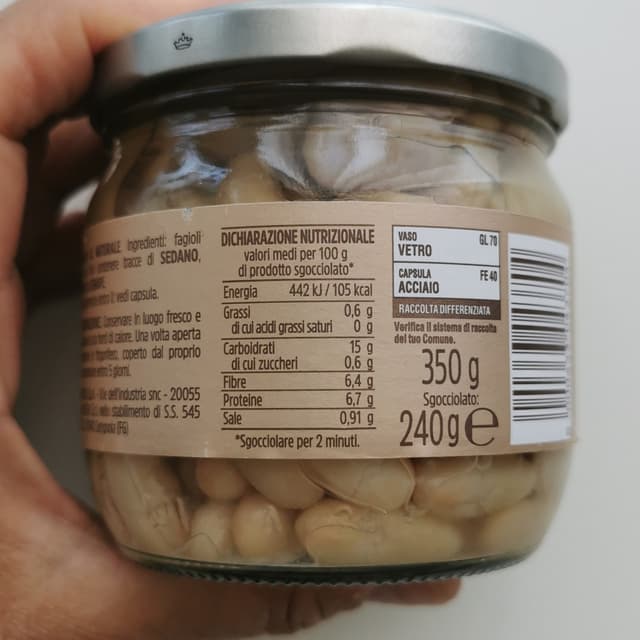 NATURALE. Ingredienti: fagioli
contenere tracce di SEDANO,
vedi capsula.
Conservare in luogo fresco e
di calore. Una volta aperta
frigorifero, coperto dal proprio
entro 5 giorni.
dell'industria snc - 20055
nello stabilimento di S.S. 545
(FG)
DICHIARAZIONE NUTRIZIONALE
valori medi per 100 g
di prodotto sgocciolato*
Energia 442 kJ / 105 kcal
Grassi 0,6 g
di cui acidi grassi saturi 0 g
Carboidrati 15 g
di cui zuccheri 0,6 g
Fibre 6,4 g
Proteine 6,7 g
Sale 0,91 g
*Sgocciolare per 2 minuti.
VASO GL 70
VETRO
CAPSULA FE 40
ACCIAIO
RACCOLTA DIFFERENZIATA
Verifica il sistema di raccolta
del tuo Comune.
350 g
Sgocciolato:
240 g e